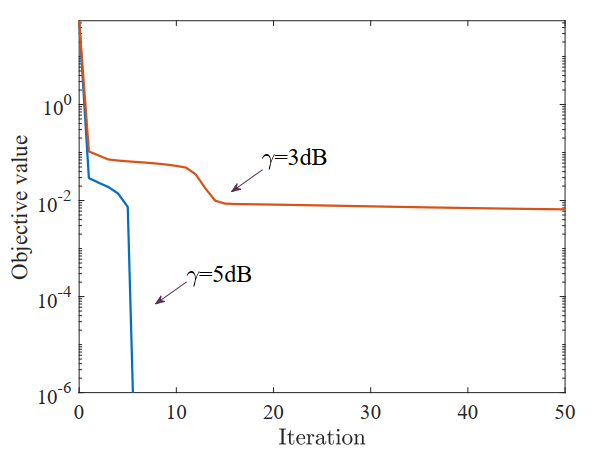 10^0
γ=3dB
10^-2
γ=5dB
10^-4
10^-6
0 10 20 30 40 50
Iteration
Objective value